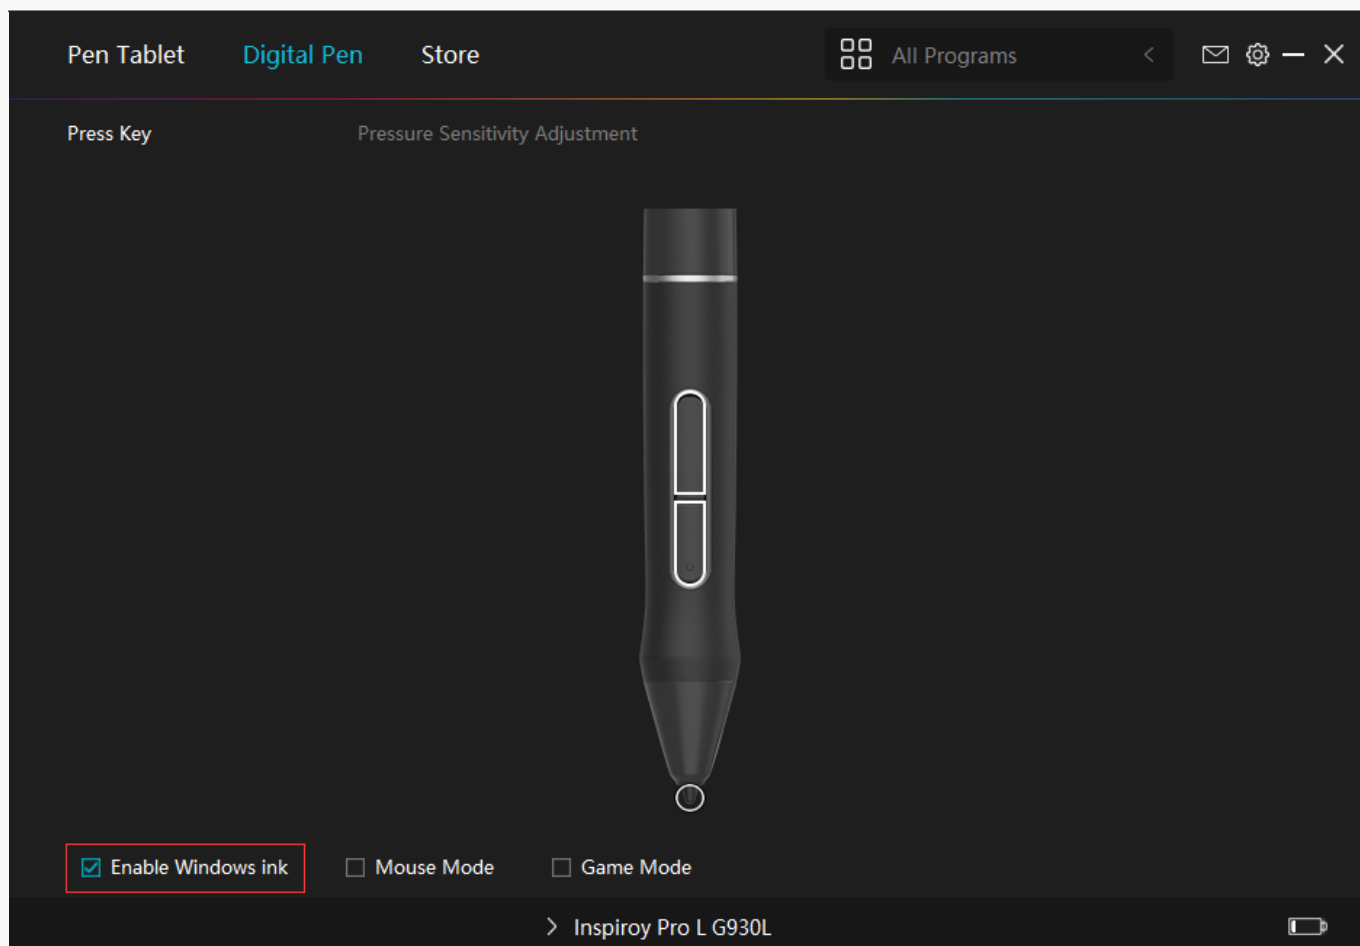 Pen Tablet Digital Pen Store All Programs
Press Key Pressure Sensitivity Adjustment
Enable Windows ink Mouse Mode Game Mode
Inspiroy Pro L G930L